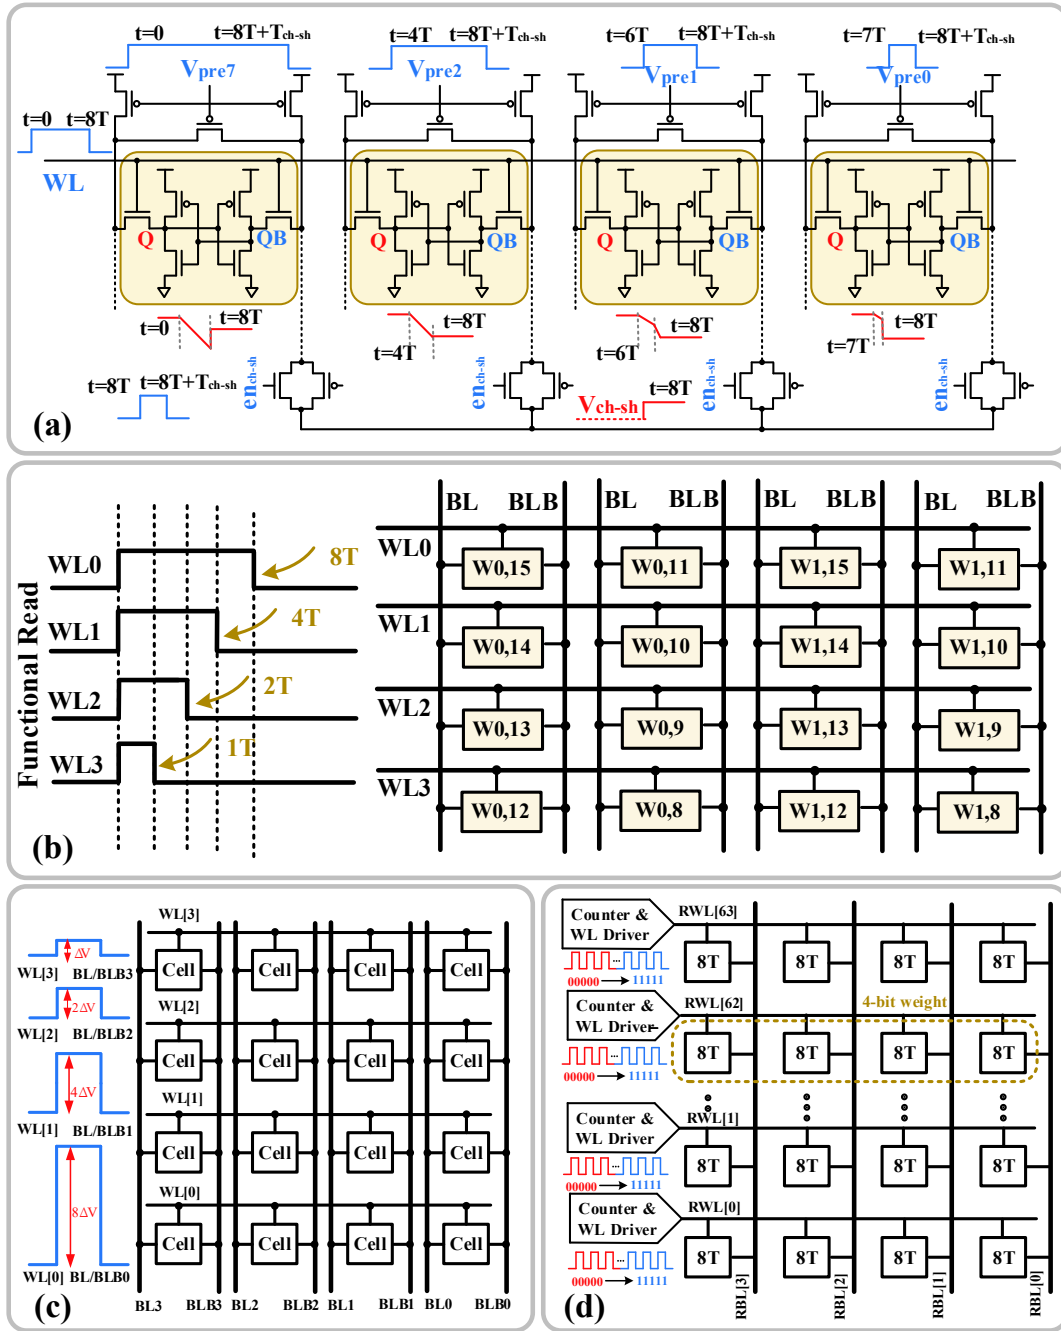 t=0 t=8T+Tch-sh
t=4T t=8T+Tch-sh
t=6T t=8T+Tch-sh
t=7T t=8T+Tch-sh
Vpre7
Vpre2
Vpre1
Vpre0
t=0 t=8T
WL
Q QB
Q QB
Q QB
Q QB
t=0 t=8T
t=4T t=8T
t=6T t=8T
t=7T t=8T
t=8T t=8T+Tch-sh
en ch-sh
en ch-sh
Vch-sh t=8T
en ch-sh
en ch-sh
(a)
Functional Read
WL0 8T
WL1 4T
WL2 2T
WL3 1T
BL BLB BL BLB BL BLB BL BLB
WL0
W0,15 W0,11 W1,15 W1,11
WL1
W0,14 W0,10 W1,14 W1,10
WL2
W0,13 W0,9 W1,13 W1,9
WL3
W0,12 W0,8 W1,12 W1,8
(b)
ΔV
WL[3] BL/BLB3
2ΔV
WL[2] BL/BLB2
4ΔV
WL[1] BL/BLB1
8ΔV
WL[0] BL/BLB0
WL[3]
Cell Cell Cell Cell
WL[2]
Cell Cell Cell Cell
WL[1]
Cell Cell Cell Cell
WL[0]
Cell Cell Cell Cell
BL3 BLB3 BL2 BLB2 BL1 BLB1 BL0 BLB0
(c)
Counter &
WL Driver
RWL[63]
...
00000 11111
8T 8T 8T 8T
Counter &
WL Driver
RWL[62]
4-bit weight
...
00000 11111
8T 8T 8T 8T
Counter &
WL Driver
RWL[1]
...
00000 11111
8T 8T 8T 8T
Counter &
WL Driver
RWL[0]
...
00000 11111
8T 8T 8T 8T
RBL[3] RBL[2] RBL[1] RBL[0]
(d)